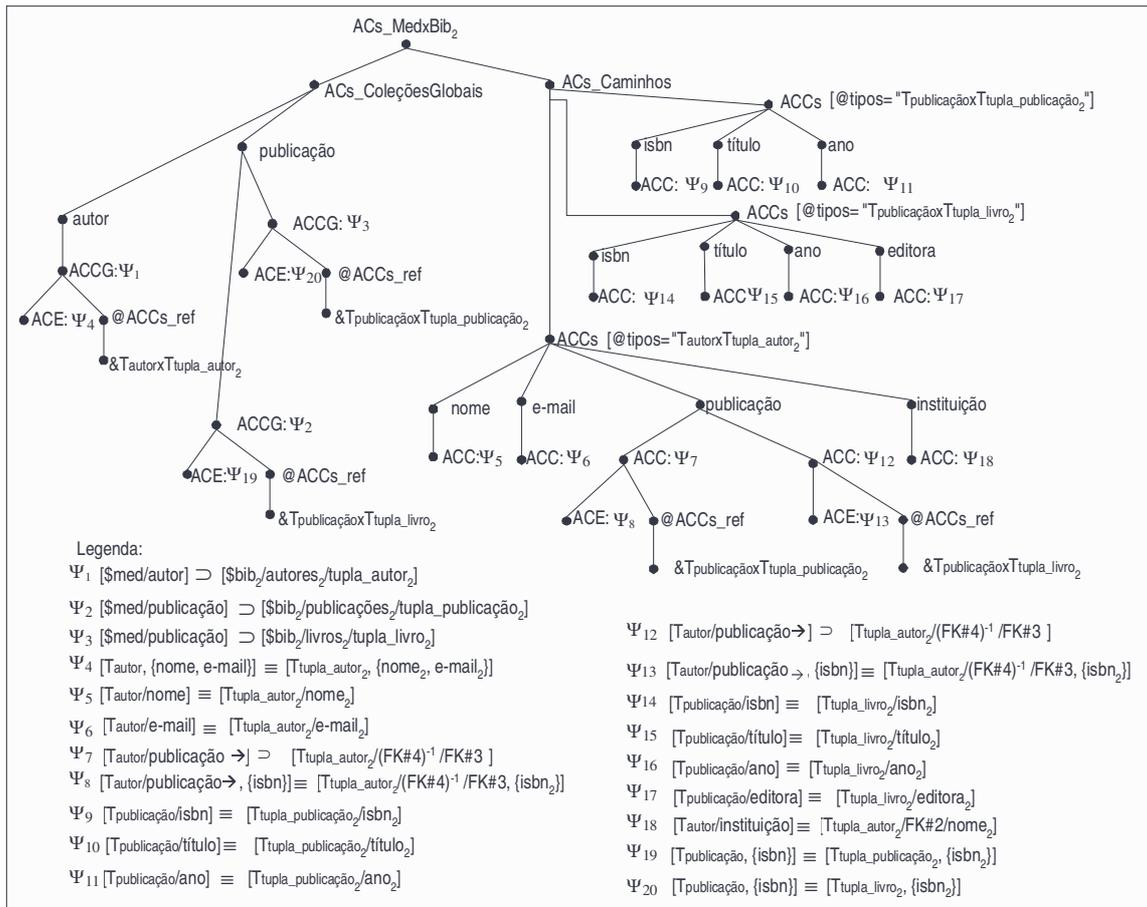 ACs_MedxBib2
ACs_ColeçõesGlobais
ACs_Caminhos
ACCs [@tipos= "TpublicaçãoxTtupla_publicação2"]
isbn título ano
ACC: Ψ9 ACC: Ψ10 ACC: Ψ11
publicação
ACCs [@tipos= "TpublicaçãoxTtupla_livro2"]
isbn título ano editora
ACC: Ψ14 ACCΨ15 ACC:Ψ16 ACC: Ψ17
autor
ACCG: Ψ3
ACCG:Ψ1
ACE:Ψ20 @ACCs_ref
ACE: Ψ4 @ACCs_ref
&TpublicaçãoxTtupla_publicação2
&TautorxTtupla_autor2
ACCs [@tipos="TautorxTtupla_autor2"]
nome e-mail publicação instituição
ACCG: Ψ2
ACC:Ψ5 ACC: Ψ6 ACC: Ψ7 ACC: Ψ12 ACC: Ψ18
ACE:Ψ19 @ACCs_ref
&TpublicaçãoxTtupla_livro2
ACE: Ψ8 @ACCs_ref ACE:Ψ13 @ACCs_ref
&TpublicaçãoxTtupla_publicação2 &TpublicaçãoxTtupla_livro2
Legenda:
Ψ1 [$med/autor] ⊃ [$bib2/autores2/tupla_autor2]
Ψ2 [$med/publicação] ⊃ [$bib2/publicações2/tupla_publicação2]
Ψ3 [$med/publicação] ⊃ [$bib2/livros2/tupla_livro2]
Ψ4 [Tautor, {nome, e-mail}] ≡ [Ttupla_autor2, {nome2, e-mail2}]
Ψ5 [Tautor/nome] ≡ [Ttupla_autor2/nome2]
Ψ6 [Tautor/e-mail] ≡ [Ttupla_autor2/e-mail2]
Ψ7 [Tautor/publicação →] ⊃ [Ttupla_autor2/(FK#4)-1 /FK#3 ]
Ψ8 [Tautor/publicação→, {isbn}]≡ [Ttupla_autor2/(FK#4)-1 /FK#3, {isbn2}]
Ψ9 [Tpublicação/isbn] ≡ [Ttupla_publicação2/isbn2]
Ψ10 [Tpublicação/título]≡ [Ttupla_publicação2/título2]
Ψ11 [Tpublicação/ano] ≡ [Ttupla_publicação2/ano2]
Ψ12 [Tautor/publicação→] ⊃ [Ttupla_autor2/(FK#4)-1 /FK#3 ]
Ψ13 [Tautor/publicação →, {isbn}]≡ [Ttupla_autor2/(FK#4)-1 /FK#3, {isbn2}]
Ψ14 [Tpublicação/isbn] ≡ [Ttupla_livro2/isbn2]
Ψ15 [Tpublicação/título]≡ [Ttupla_livro2/título2]
Ψ16 [Tpublicação/ano] ≡ [Ttupla_livro2/ano2]
Ψ17 [Tpublicação/editora] ≡ [Ttupla_livro2/editora2]
Ψ18 [Tautor/instituição]≡ [Ttupla_autor2/FK#2/nome2]
Ψ19 [Tpublicação, {isbn}] ≡ [Ttupla_publicação2, {isbn2}]
Ψ20 [Tpublicação, {isbn}] ≡ [Ttupla_livro2, {isbn2}]